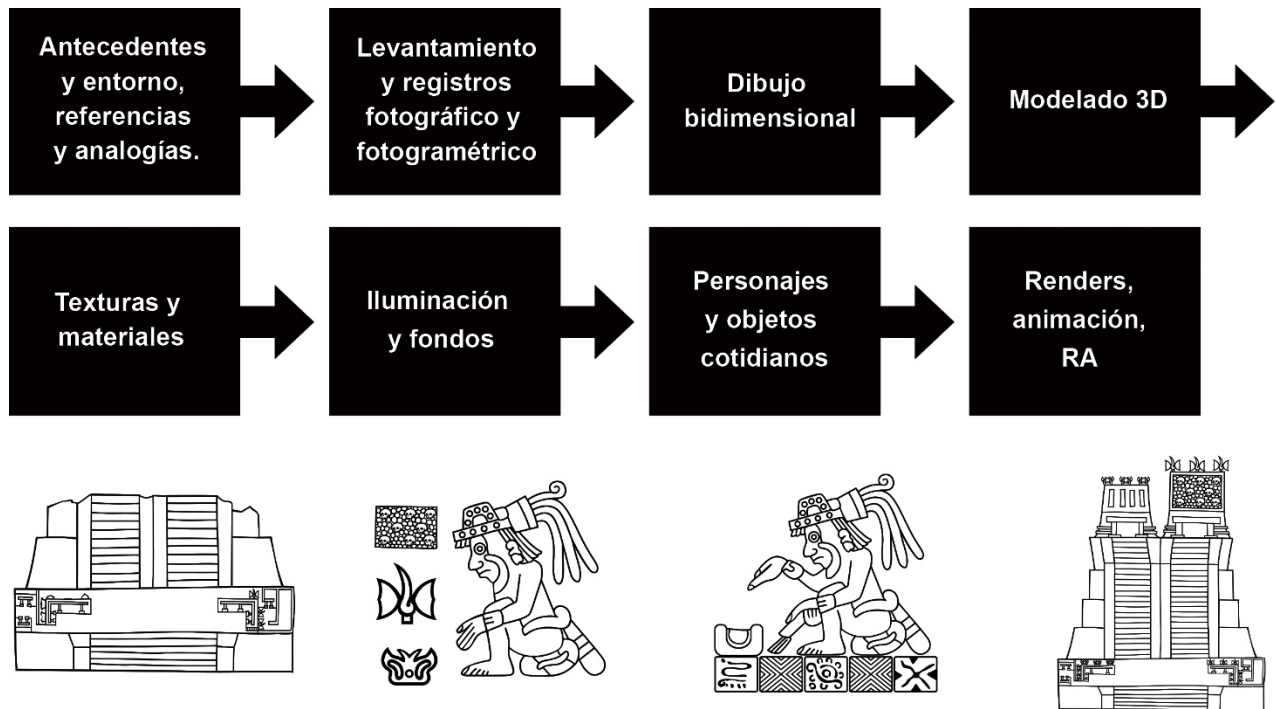 Antecedentes
y entorno,
referencias
y analogías.
Levantamiento
y registros
fotográfico y
fotogramétrico
Dibujo
bidimensional
Modelado 3D
Texturas y
materiales
Iluminación
y fondos
Personajes
y objetos
cotidianos
Renders,
animación,
RA